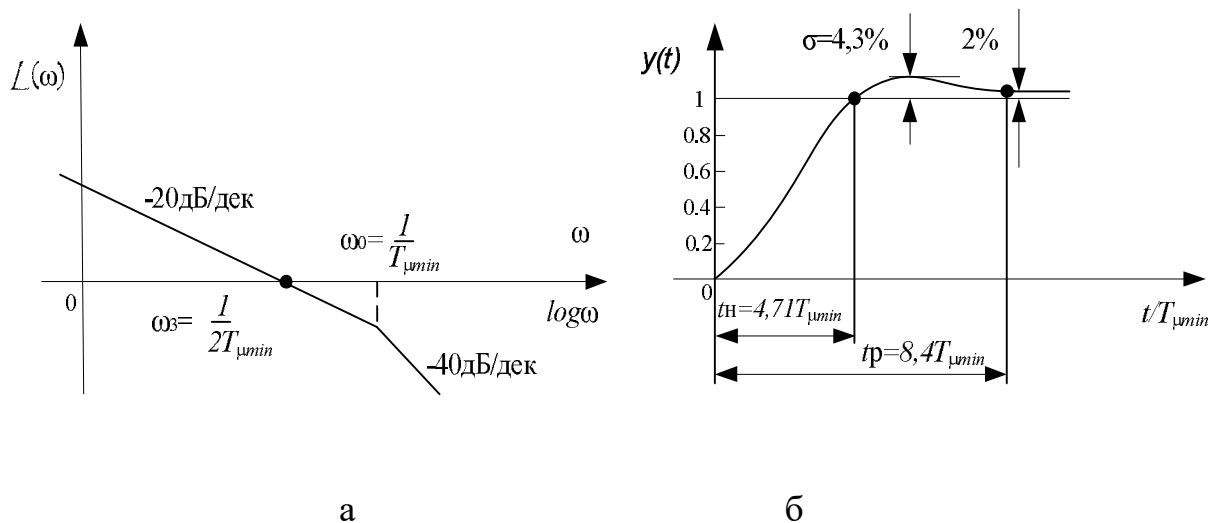 L(ω)
-20дБ/дек
ω0= 1/Tμmin
ω
0
logω
ωз= 1/2Tμmin
-40дБ/дек
а
σ=4,3%
2%
y(t)
1
0.8
0.6
0.4
0.2
0
tн=4,71Tμmin
t/Tμmin
tр=8,4Tμmin
б